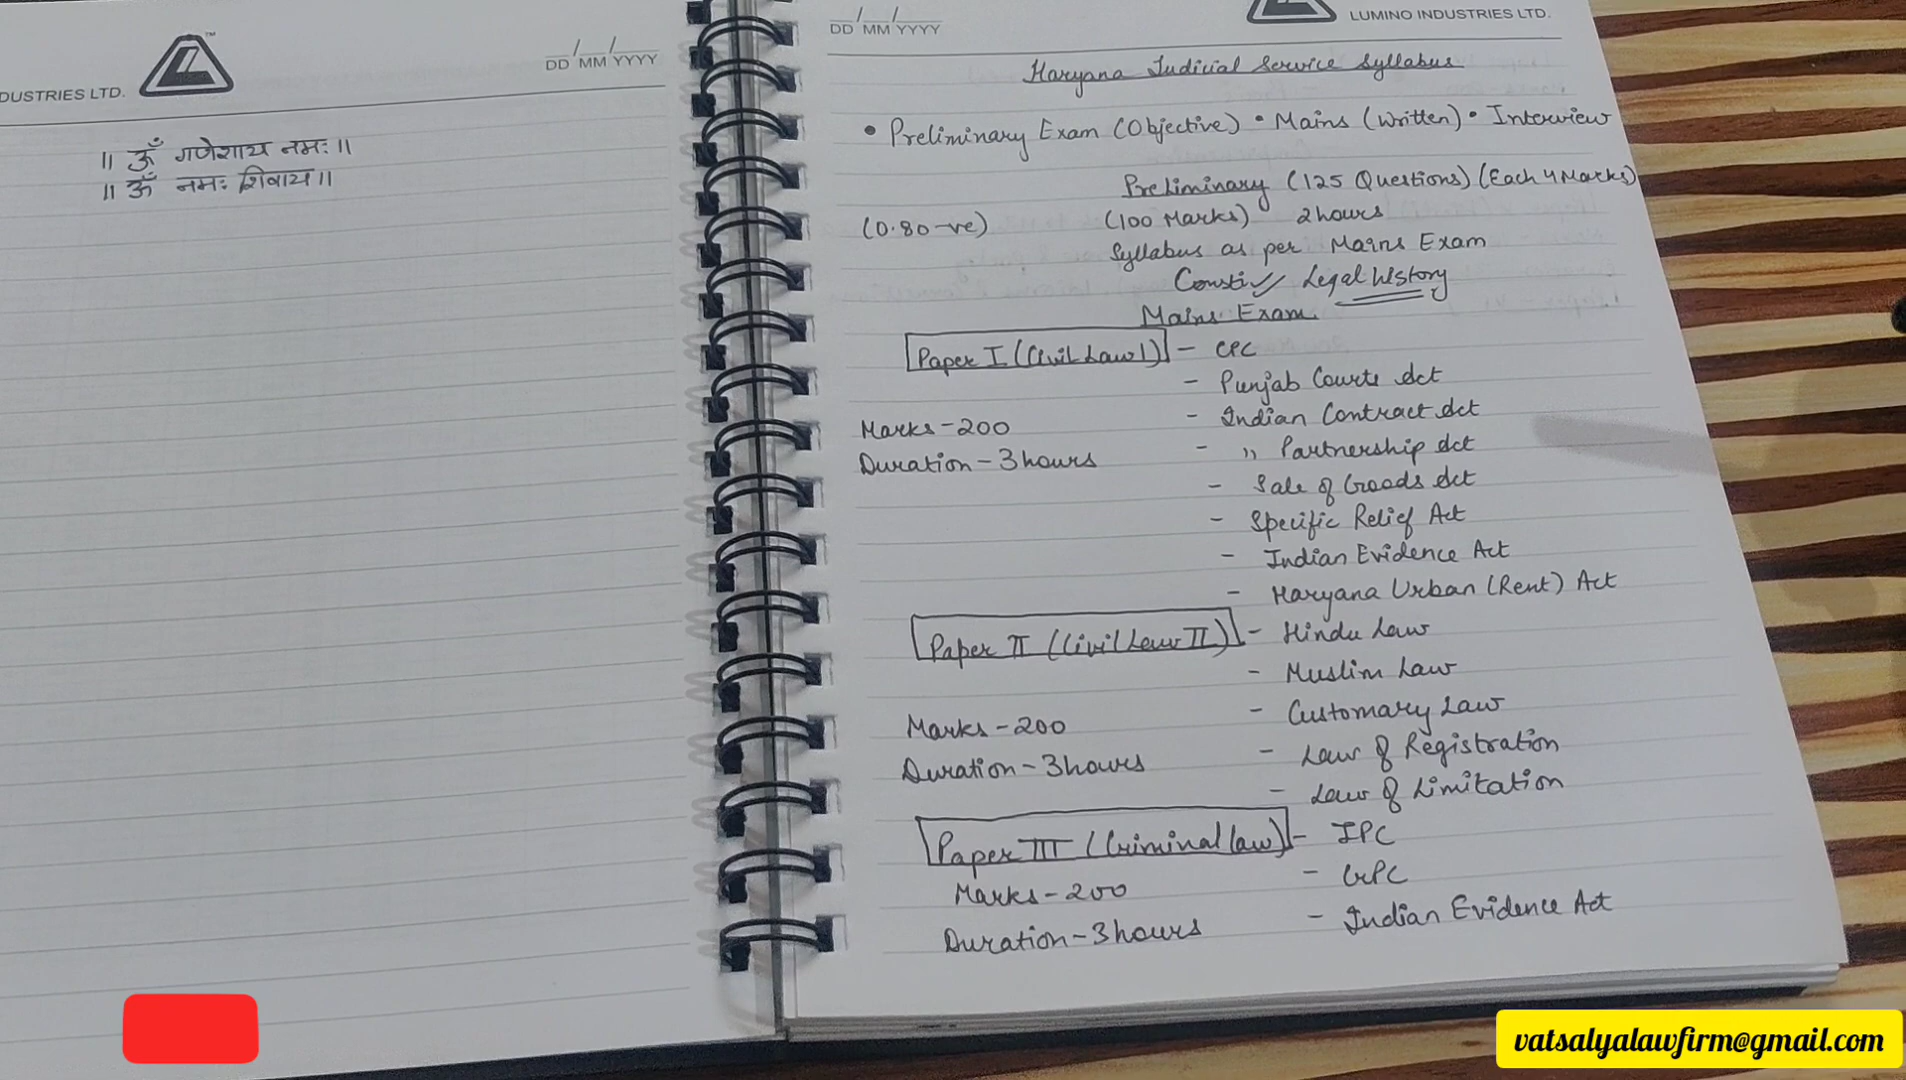 DUSTRIES LTD.
DD MM YYYY
|| ॐ गणेशाय नमः ||
|| ॐ नमः शिवाय ||
DD MM YYYY
LUMINO INDUSTRIES LTD.
Haryana Judicial Service Syllabus
• Preliminary Exam (Objective) • Mains (Written) • Interview
Preliminary (125 Questions) (Each 4 Marks)
(0.80-ve) (100 Marks) 2 hours
Syllabus as per Mains Exam
Consti Legal history
Mains Exam
Paper I (Civil Law I) - CPC
- Punjab Courts Act
- Indian Contract Act
Marks - 200
- ,, Partnership Act
Duration - 3 hours
- Sale of Goods Act
- Specific Relief Act
- Indian Evidence Act
- Haryana Urban (Rent) Act
Paper II (Civil Law II) - Hindu Law
- Muslim Law
Marks - 200 - Customary Law
Duration - 3 hours - Law of Registration
- Law of Limitation
Paper III (Criminal Law) - IPC
Marks - 200 - CrPC
Duration - 3 hours - Indian Evidence Act
vatsalyalawfirm@gmail.com